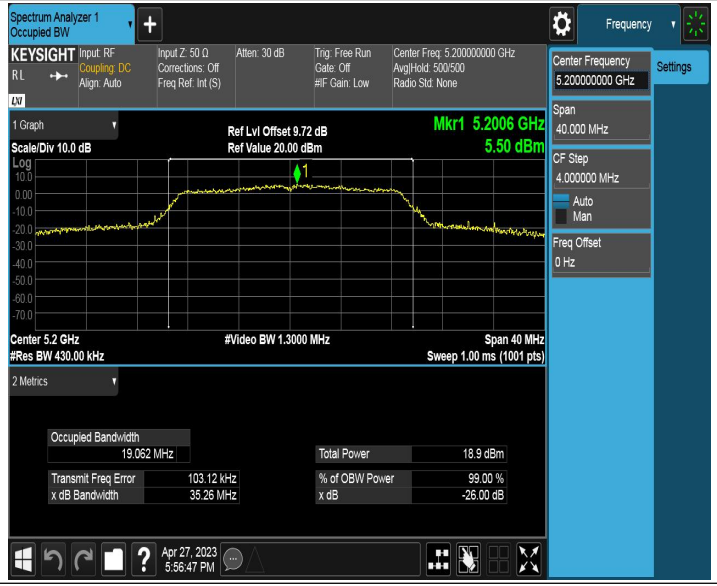 Spectrum Analyzer 1
Occupied BW
Frequency
KEYSIGHT
RL
LXI
Input: RF
Coupling: DC
Align: Auto
Input Z: 50 Ω
Corrections: Off
Freq Ref: Int (S)
Atten: 30 dB
Trig: Free Run
Gate: Off
#IF Gain: Low
Center Freq: 5.200000000 GHz
Avg|Hold: 500/500
Radio Std: None
Center Frequency
5.200000000 GHz
Settings
Span
40.000 MHz
CF Step
4.000000 MHz
Auto
Man
Freq Offset
0 Hz
1 Graph
Scale/Div 10.0 dB
Ref Lvl Offset 9.72 dB
Ref Value 20.00 dBm
Mkr1 5.2006 GHz
5.50 dBm
Log
10.0
0.00
-10.0
-20.0
-30.0
-40.0
-50.0
-60.0
-70.0
1
Center 5.2 GHz
#Res BW 430.00 kHz
#Video BW 1.3000 MHz
Span 40 MHz
Sweep 1.00 ms (1001 pts)
2 Metrics
Occupied Bandwidth
19.062 MHz
Total Power 18.9 dBm
Transmit Freq Error 103.12 kHz
% of OBW Power 99.00 %
x dB Bandwidth 35.26 MHz
x dB -26.00 dB
?
Apr 27, 2023
5:56:47 PM